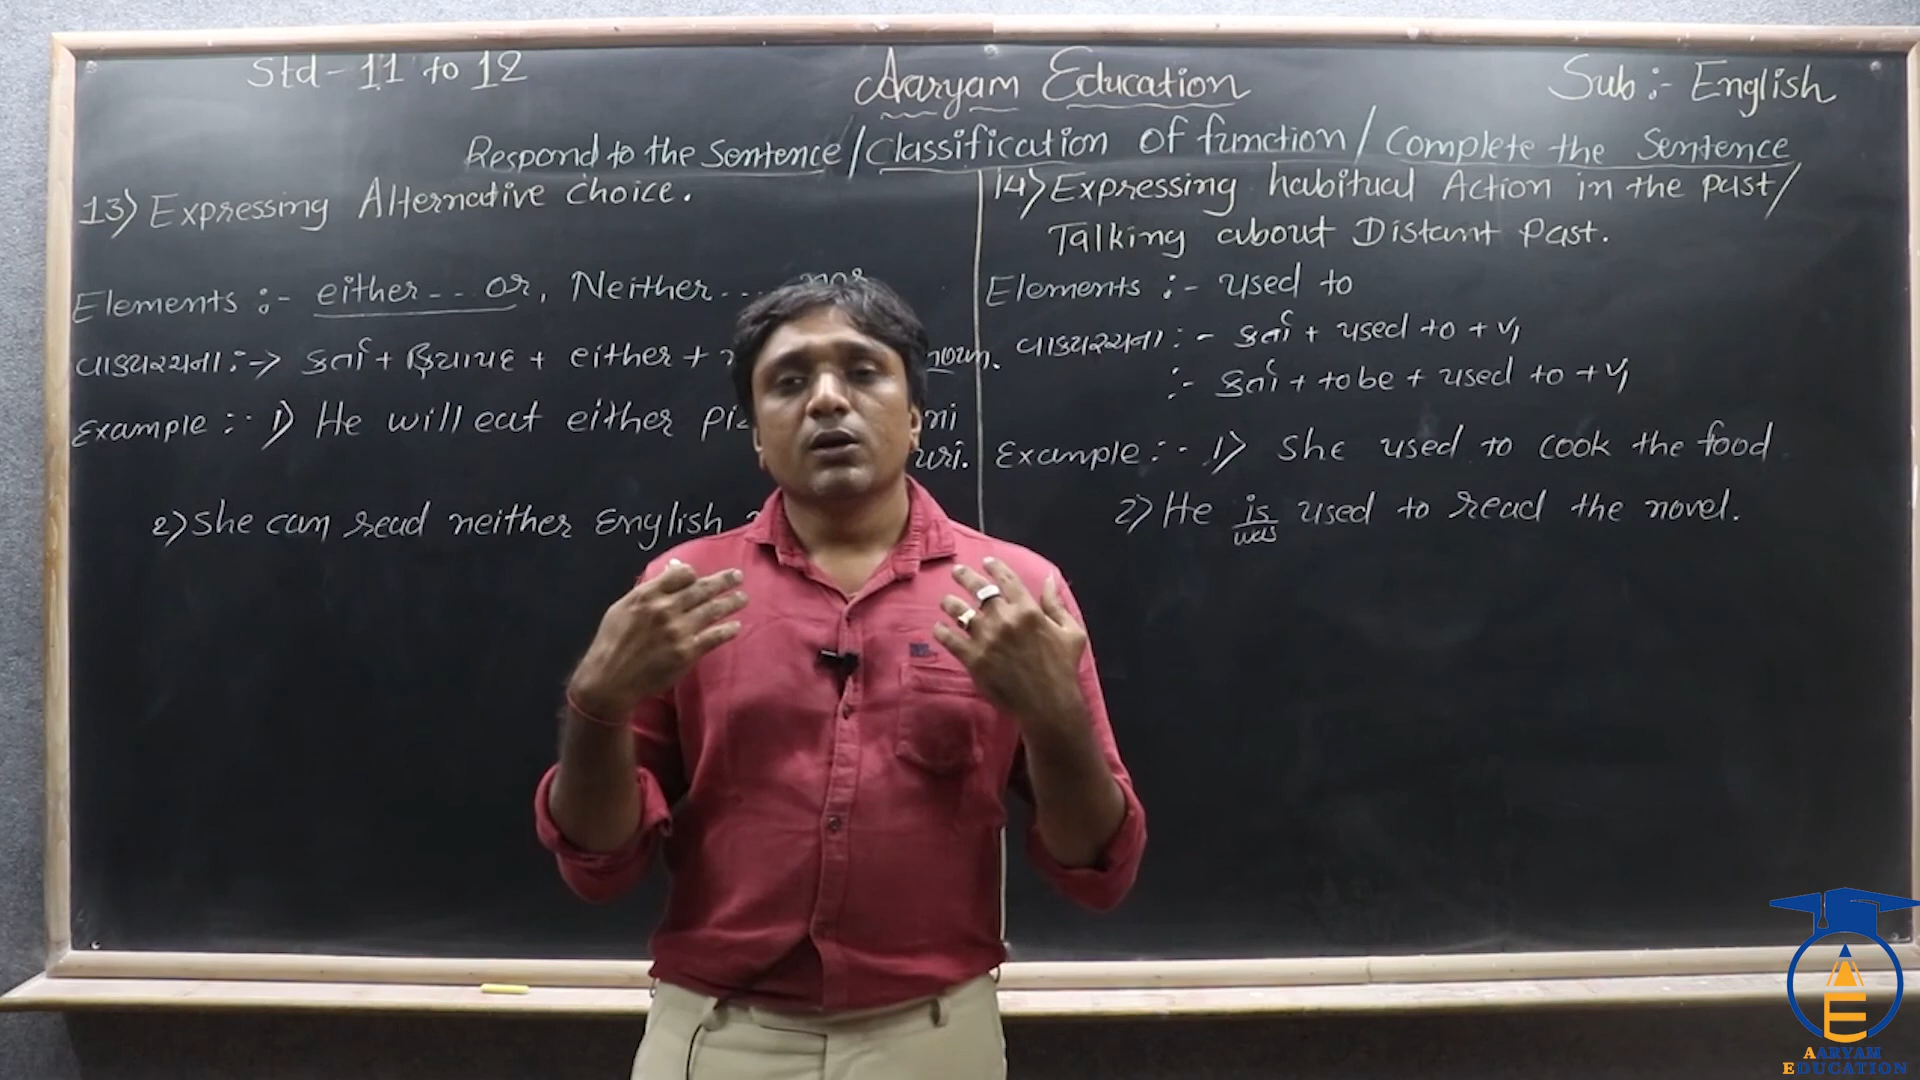 Std - 11 to 12
Aaryam Education
Sub :- English
Respond to the Sentence / Classification of function / Complete the Sentence
13) Expressing Alternative choice.
Elements :- either... or, Neither... nor
વાક્યરચના :-> કર્તા + ક્રિયાપદ + either +
Example :- 1) He will eat either
2) She can read neither English
14) Expressing habitual Action in the past /
Talking about Distant Past.
Elements :- used to
વાક્યરચના :- કર્તા + used to + V1
:- કર્તા + to be + used to + V1
Example :- 1) She used to cook the food
2) He is used to read the novel.
was
AARYAM
EDUCATION